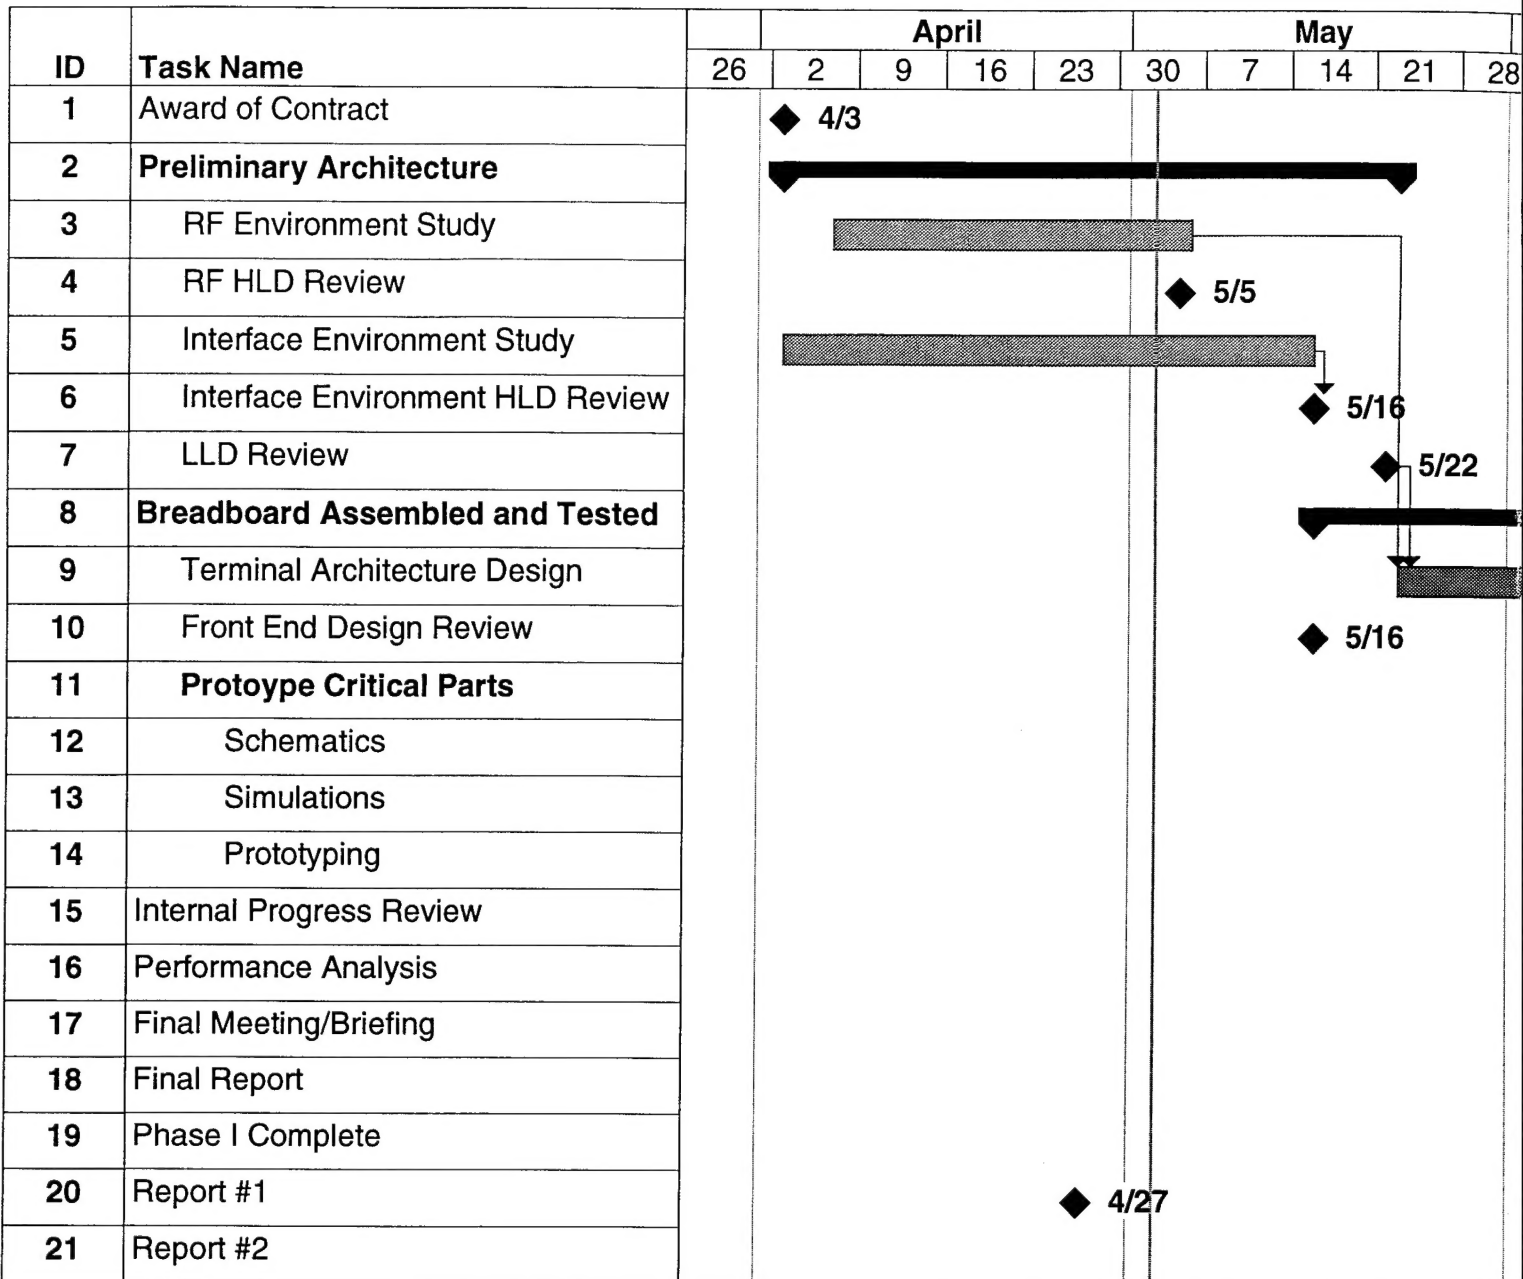 April May
ID Task Name 26 2 9 16 23 30 7 14 21 28
1 Award of Contract 4/3
2 Preliminary Architecture
3 RF Environment Study
4 RF HLD Review 5/5
5 Interface Environment Study
6 Interface Environment HLD Review 5/16
7 LLD Review 5/22
8 Breadboard Assembled and Tested
9 Terminal Architecture Design
10 Front End Design Review 5/16
11 Protoype Critical Parts
12 Schematics
13 Simulations
14 Prototyping
15 Internal Progress Review
16 Performance Analysis
17 Final Meeting/Briefing
18 Final Report
19 Phase I Complete
20 Report #1 4/27
21 Report #2